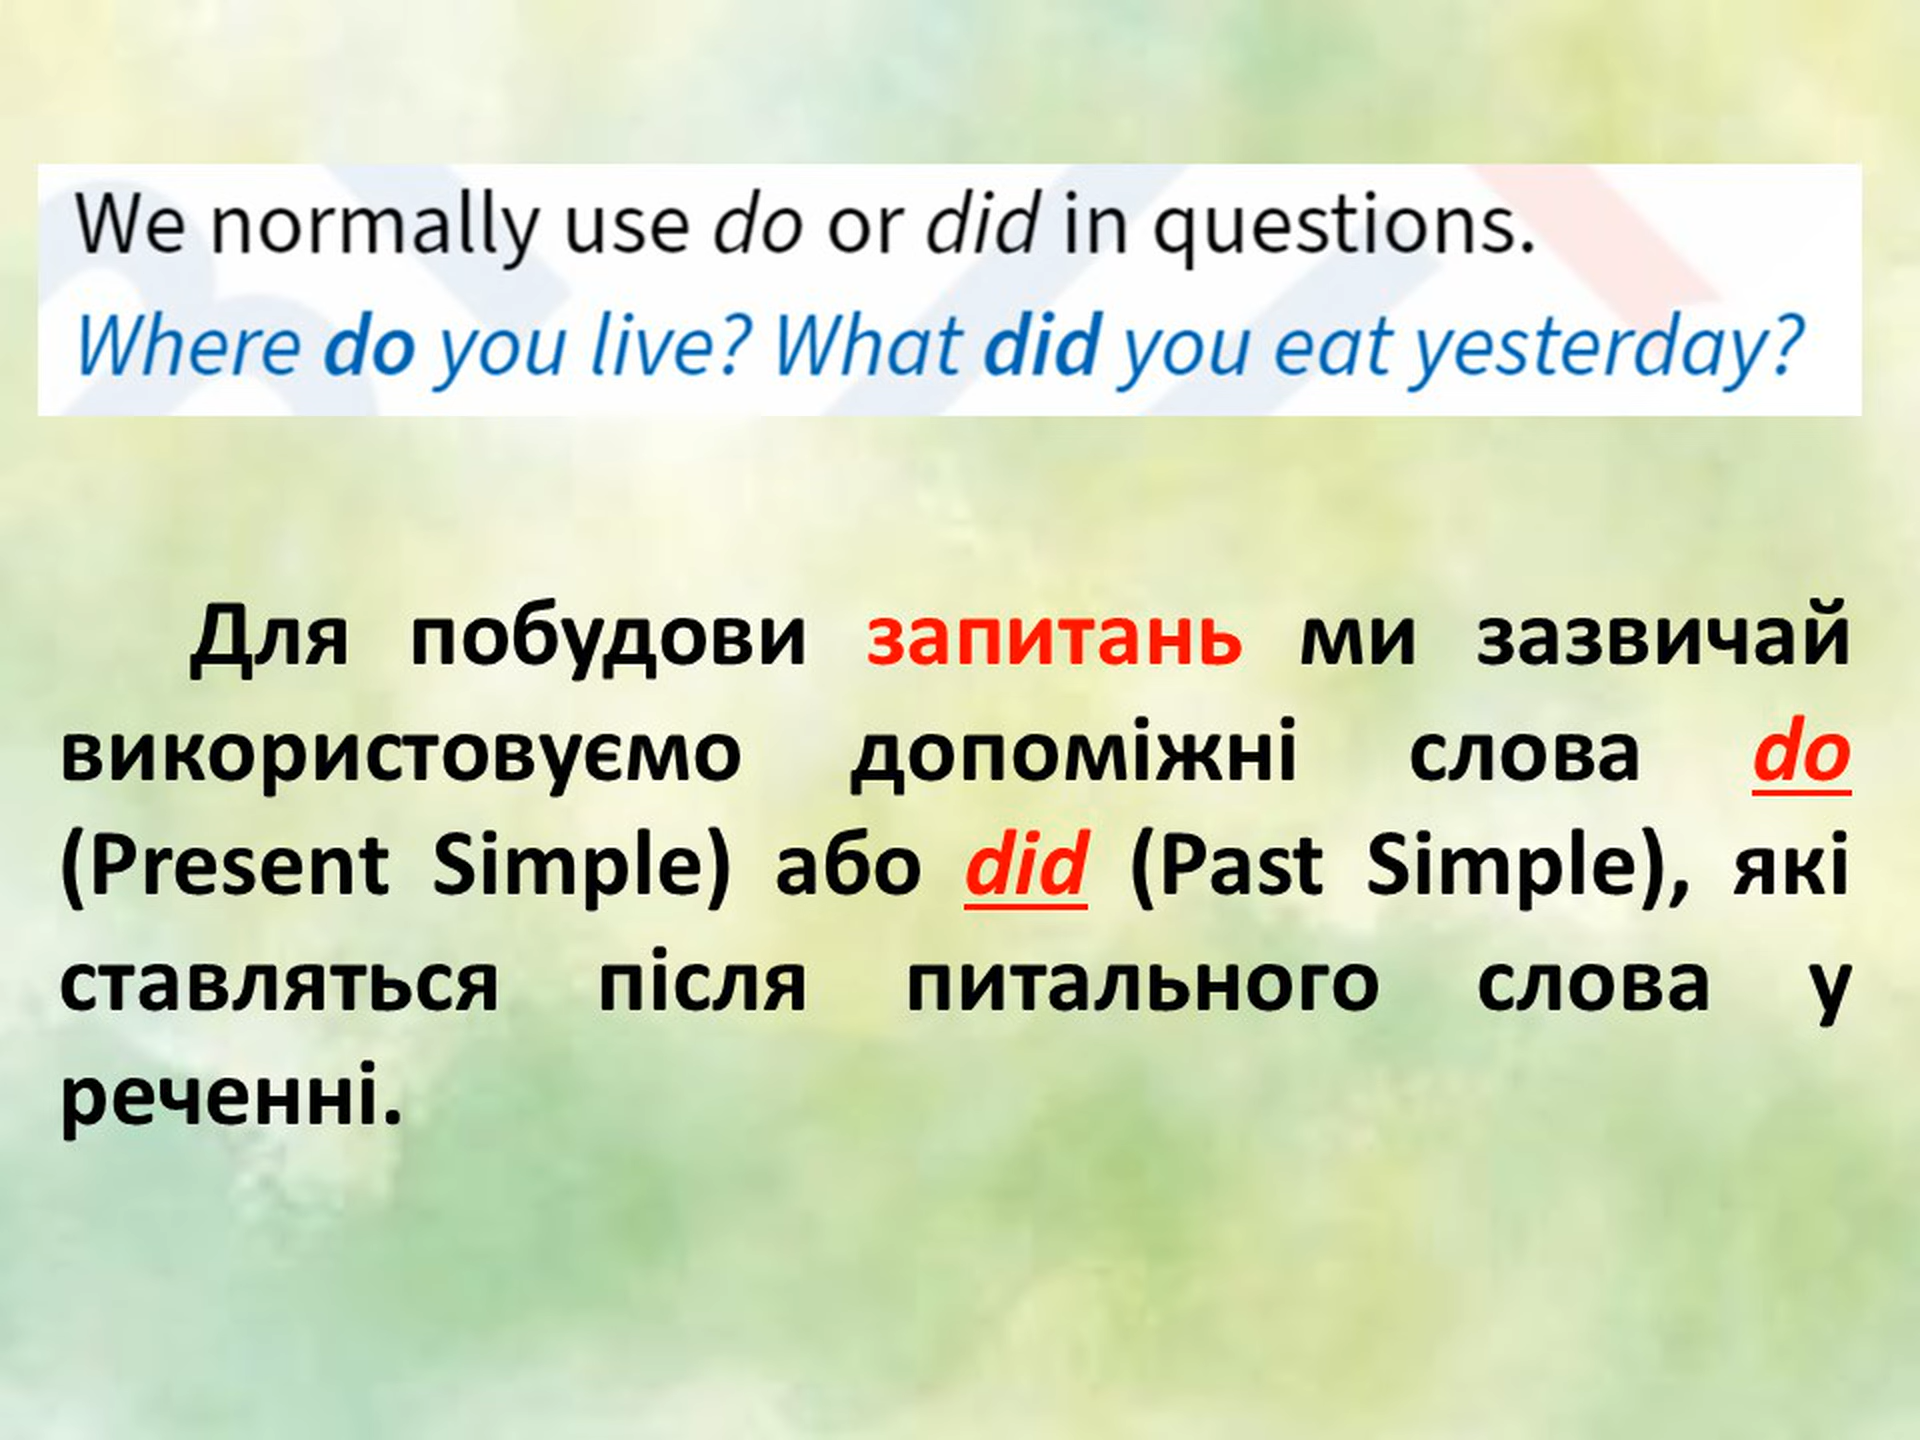 We normally use do or did in questions.
Where do you live? What did you eat yesterday?
Для побудови запитань ми зазвичай
використовуємо допоміжні слова do
(Present Simple) або did (Past Simple), які
ставляться після питального слова у
реченні.